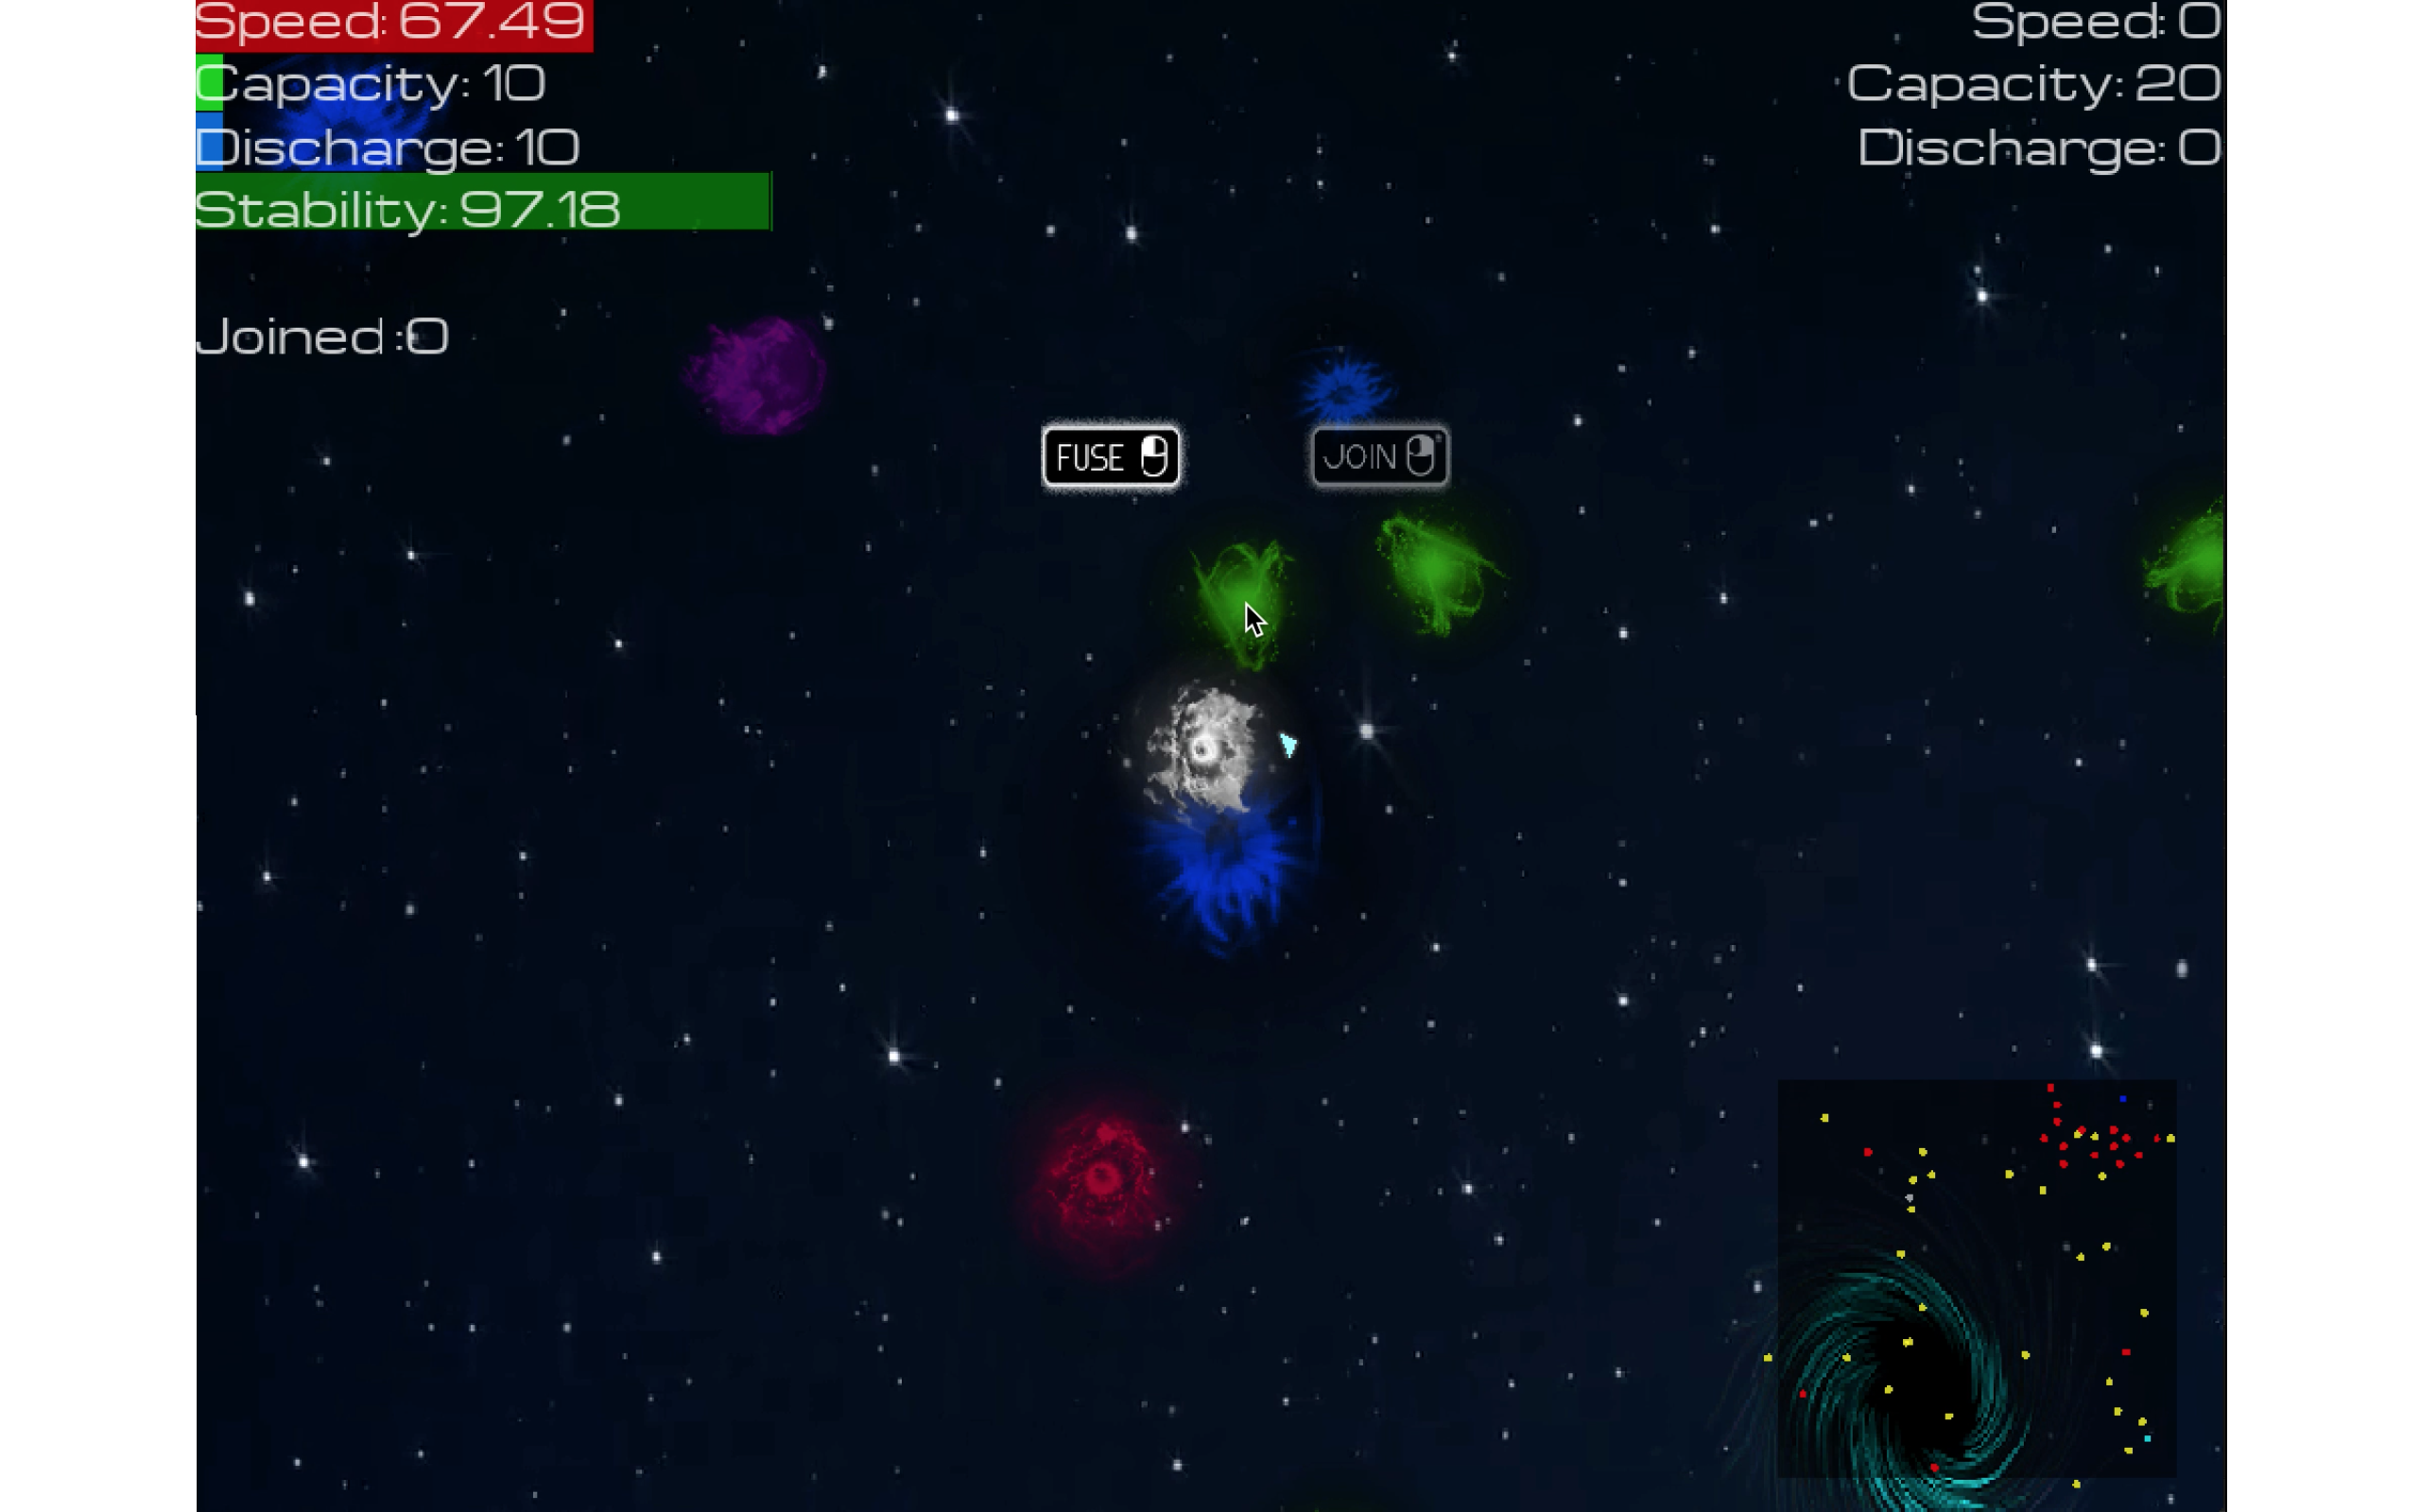 Speed: 67.49
Capacity: 10
Discharge: 10
Stability: 97.18
Joined :0
Speed: 0
Capacity: 20
Discharge: 0
FUSE
JOIN